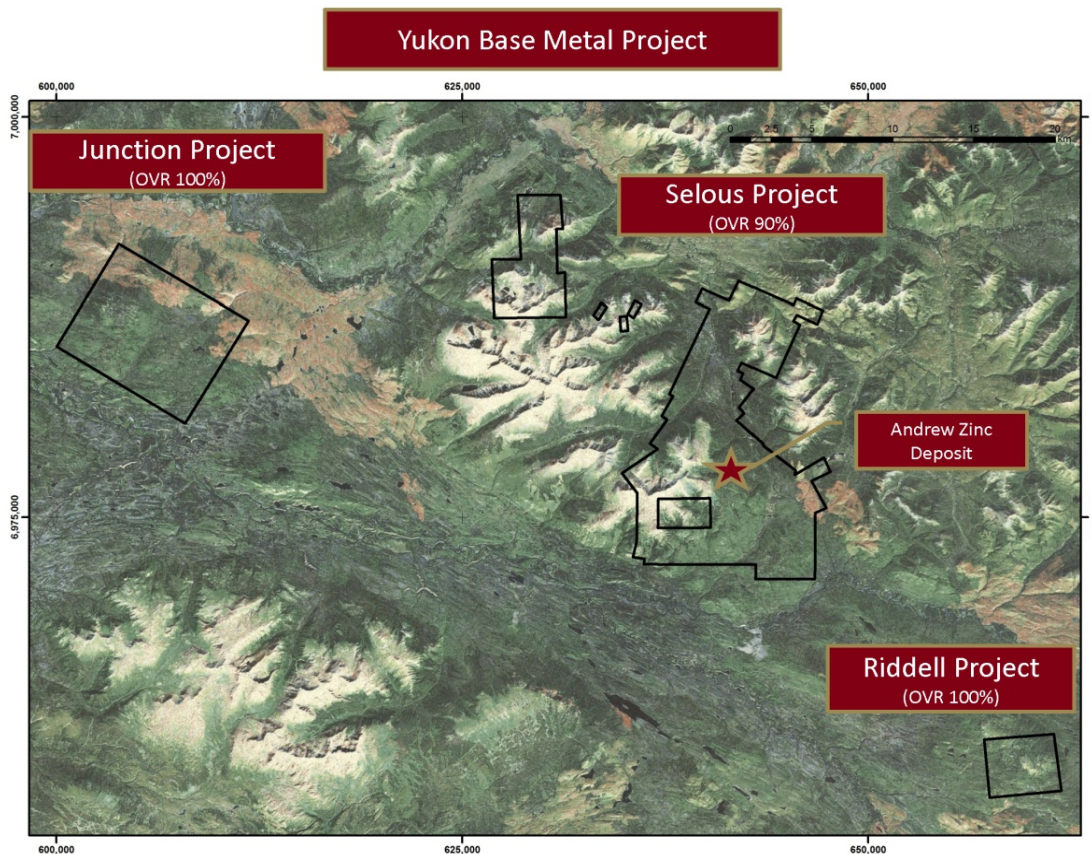 Yukon Base Metal Project
600,000
625,000
650,000
7,000,000
0 2.5 5 10 15 20
km
Junction Project
(OVR 100%)
Selous Project
(OVR 90%)
Andrew Zinc
Deposit
6,975,000
Riddell Project
(OVR 100%)
600,000
625,000
650,000